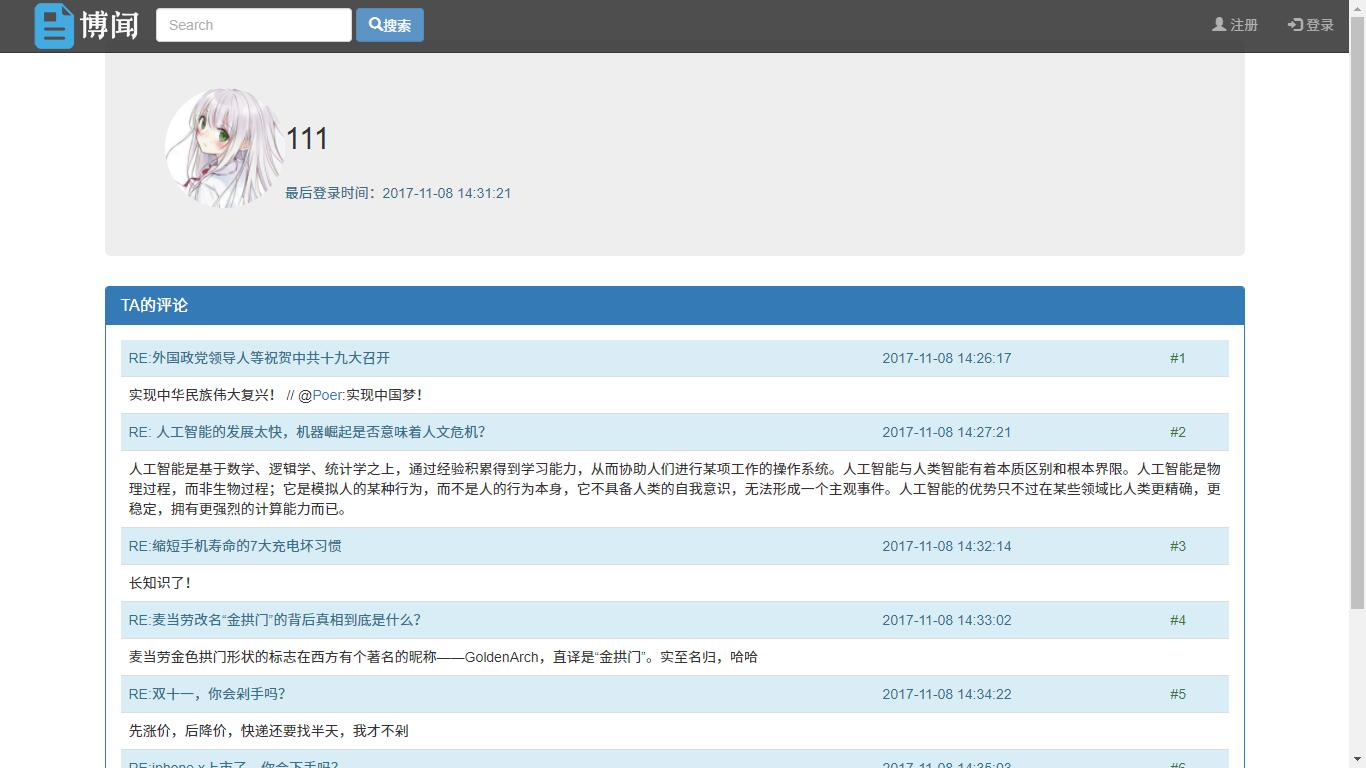 博闻 Search 搜索 注册 登录
111
最后登录时间：2017-11-08 14:31:21
TA的评论
RE:外国政党领导人等祝贺中共十九大召开 2017-11-08 14:26:17 #1
实现中华民族伟大复兴！ // @Poer:实现中国梦！
RE: 人工智能的发展太快，机器崛起是否意味着人文危机？ 2017-11-08 14:27:21 #2
人工智能是基于数学、逻辑学、统计学之上，通过经验积累得到学习能力，从而协助人们进行某项工作的操作系统。人工智能与人类智能有着本质区别和根本界限。人工智能是物
理过程，而非生物过程；它是模拟人的某种行为，而不是人的行为本身，它不具备人类的自我意识，无法形成一个主观事件。人工智能的优势只不过在某些领域比人类更精确，更
稳定，拥有更强烈的计算能力而已。
RE:缩短手机寿命的7大充电坏习惯 2017-11-08 14:32:14 #3
长知识了！
RE:麦当劳改名“金拱门”的背后真相到底是什么？ 2017-11-08 14:33:02 #4
麦当劳金色拱门形状的标志在西方有个著名的昵称——GoldenArch，直译是“金拱门”。实至名归，哈哈
RE:双十一，你会剁手吗？ 2017-11-08 14:34:22 #5
先涨价，后降价，快递还要找半天，我才不剁
RE:iphone x上市了，你会下手吗？ 2017-11-08 14:35:03 #6